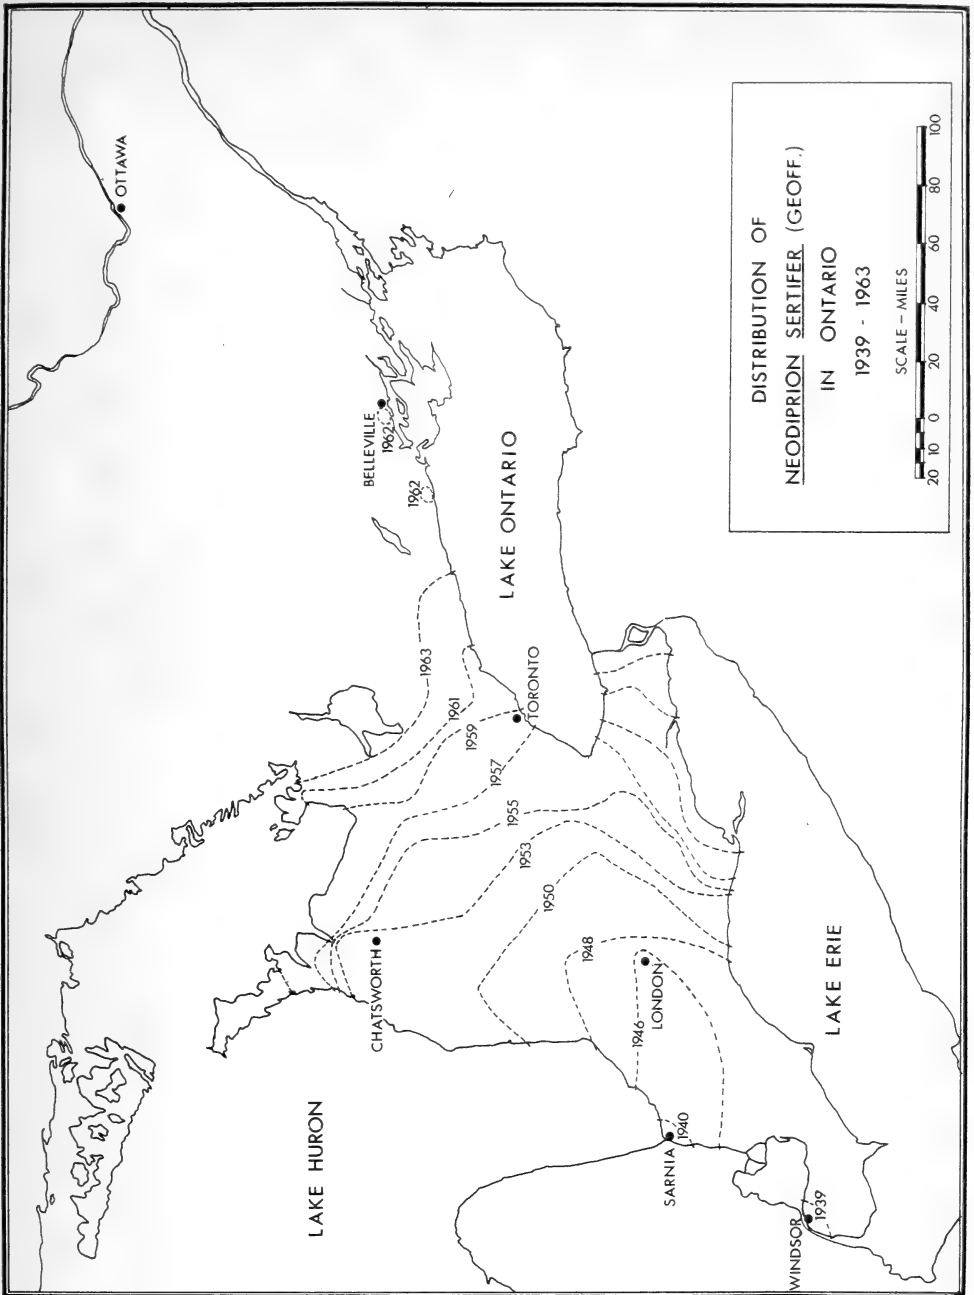 DISTRIBUTION OF
NEODIPRION SERTIFER (GEOFF.)
IN ONTARIO
1939 - 1963
SCALE – MILES
20 10 0 20 40 60 80 100
OTTAWA
BELLEVILLE
1962
1962
LAKE ONTARIO
TORONTO
1963
1961
1959
1957
1955
1953
1950
1948
1946
LONDON
CHATSWORTH
LAKE HURON
LAKE ERIE
SARNIA
1940
WINDSOR
1939